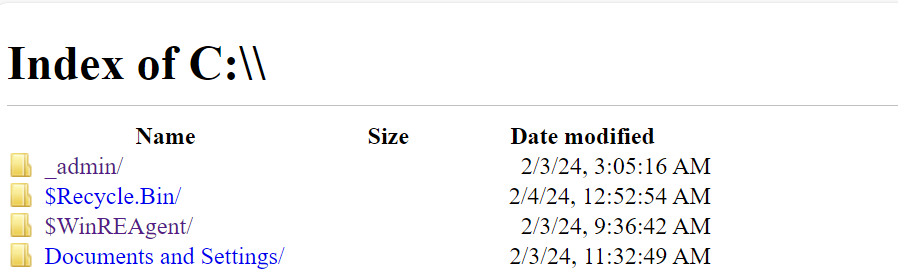 Index of C:\\
Name Size Date modified
_admin/ 2/3/24, 3:05:16 AM
$Recycle.Bin/ 2/4/24, 12:52:54 AM
$WinREAgent/ 2/3/24, 9:36:42 AM
Documents and Settings/ 2/3/24, 11:32:49 AM